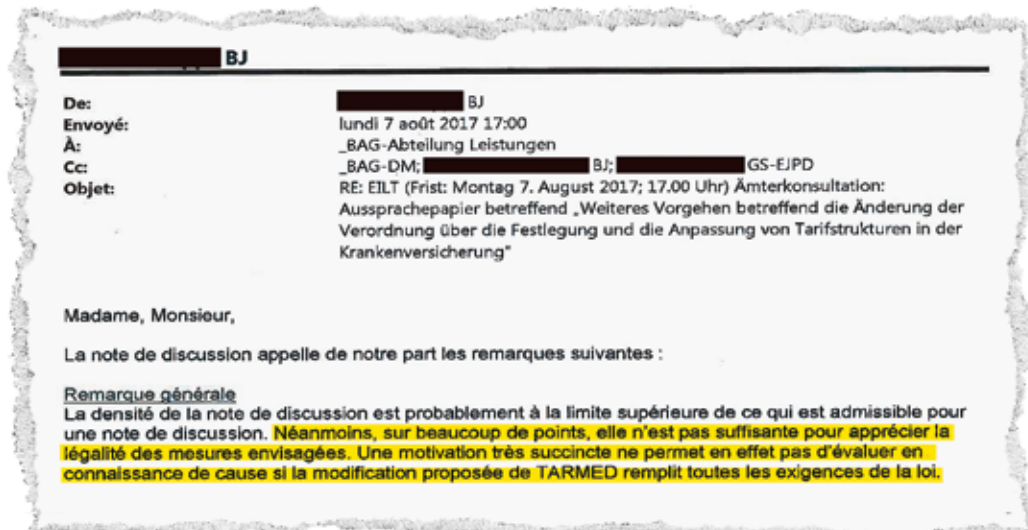 BJ
De: BJ
Envoyé: lundi 7 août 2017 17:00
À: _BAG-Abteilung Leistungen
Cc: _BAG-DM; BJ; GS-EJPD
Objet: RE: EILT (Frist: Montag 7. August 2017; 17.00 Uhr) Ämterkonsultation:
Aussprachepapier betreffend „Weiteres Vorgehen betreffend die Änderung der
Verordnung über die Festlegung und die Anpassung von Tarifstrukturen in der
Krankenversicherung"
Madame, Monsieur,
La note de discussion appelle de notre part les remarques suivantes :
Remarque générale
La densité de la note de discussion est probablement à la limite supérieure de ce qui est admissible pour
une note de discussion. Néanmoins, sur beaucoup de points, elle n'est pas suffisante pour apprécier la
légalité des mesures envisagées. Une motivation très succincte ne permet en effet pas d'évaluer en
connaissance de cause si la modification proposée de TARMED remplit toutes les exigences de la loi.